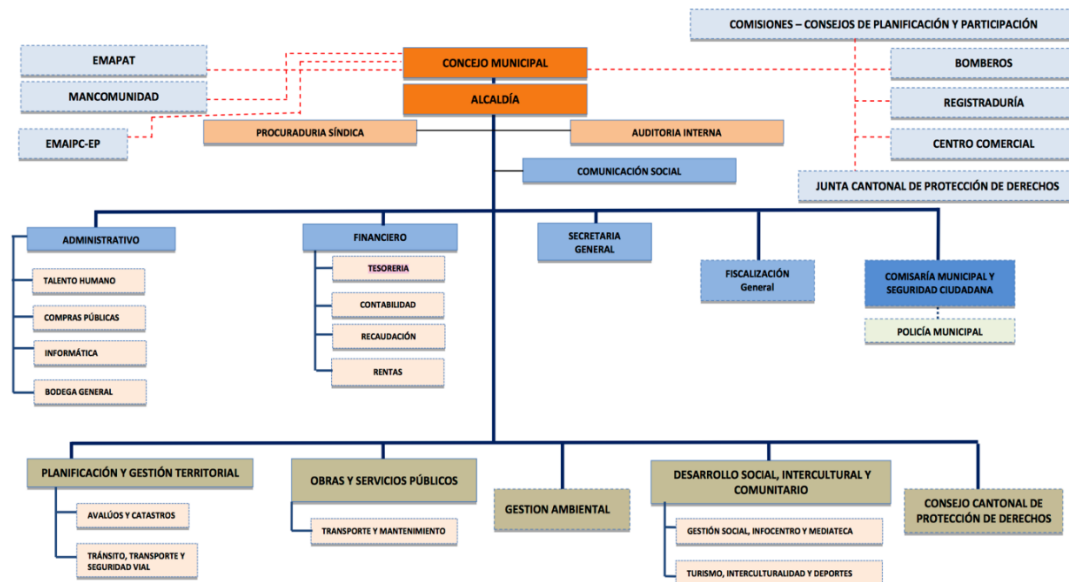 COMISIONES – CONSEJOS DE PLANIFICACIÓN Y PARTICIPACIÓN
EMAPAT
CONCEJO MUNICIPAL
BOMBEROS
MANCOMUNIDAD
ALCALDÍA
REGISTRADURÍA
EMAIPC-EP
PROCURADURIA SÍNDICA
AUDITORIA INTERNA
CENTRO COMERCIAL
COMUNICACIÓN SOCIAL
JUNTA CANTONAL DE PROTECCIÓN DE DERECHOS
ADMINISTRATIVO
TALENTO HUMANO
COMPRAS PÚBLICAS
INFORMÁTICA
BODEGA GENERAL
FINANCIERO
TESORERIA
CONTABILIDAD
RECAUDACIÓN
RENTAS
SECRETARIA
GENERAL
FISCALIZACIÓN
General
COMISARÍA MUNICIPAL Y
SEGURIDAD CIUDADANA
POLICÍA MUNICIPAL
PLANIFICACIÓN Y GESTIÓN TERRITORIAL
AVALÚOS Y CATASTROS
TRÁNSITO, TRANSPORTE Y
SEGURIDAD VIAL
OBRAS Y SERVICIOS PÚBLICOS
TRANSPORTE Y MANTENIMIENTO
GESTION AMBIENTAL
DESARROLLO SOCIAL, INTERCULTURAL Y
COMUNITARIO
GESTIÓN SOCIAL, INFOCENTRO Y MEDIATECA
TURISMO, INTERCULTURALIDAD Y DEPORTES
CONSEJO CANTONAL DE
PROTECCIÓN DE DERECHOS